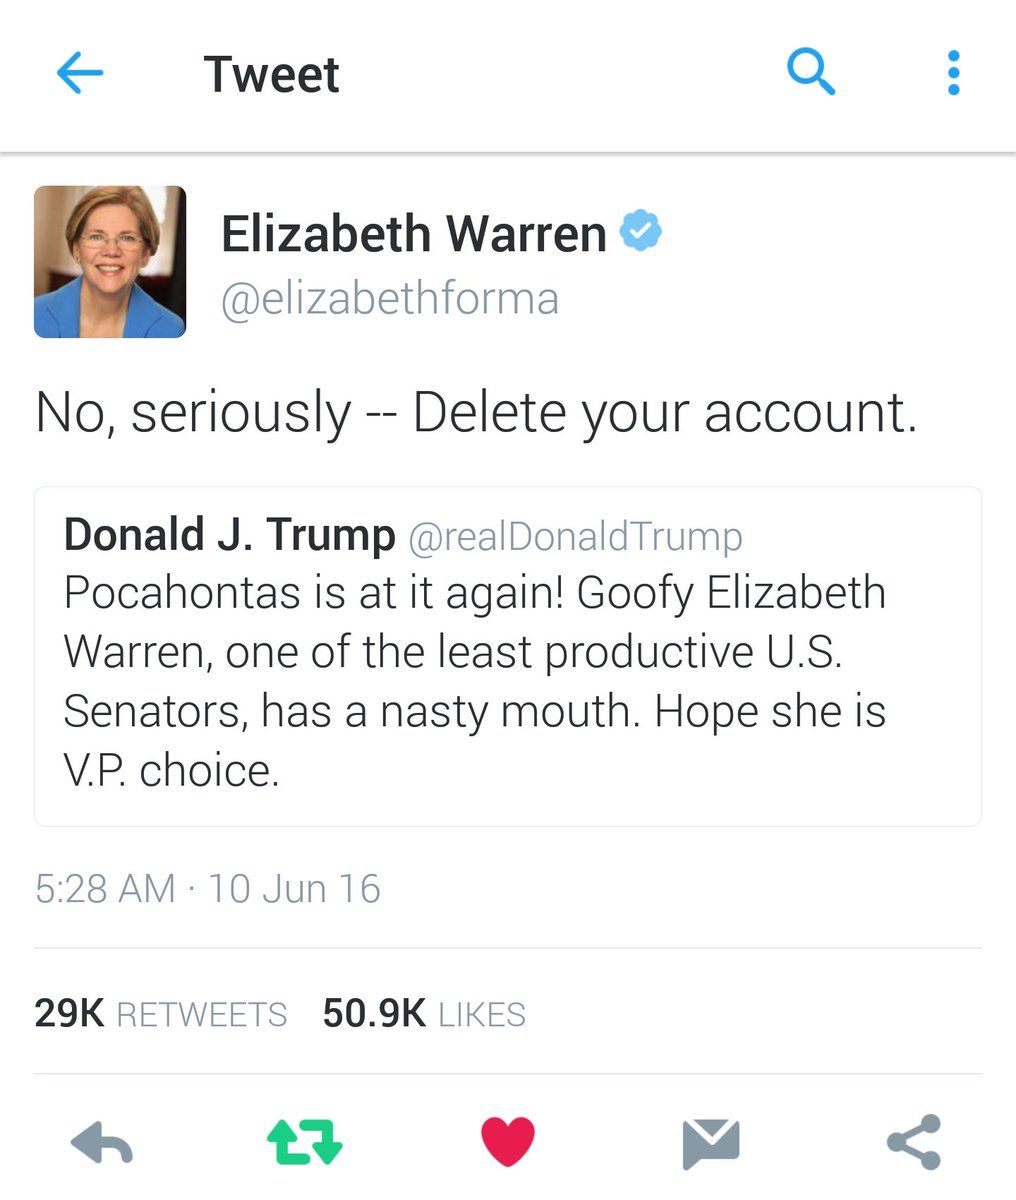 Tweet
Elizabeth Warren
@elizabethforma
No, seriously -- Delete your account.
Donald J. Trump @realDonaldTrump
Pocahontas is at it again! Goofy Elizabeth
Warren, one of the least productive U.S.
Senators, has a nasty mouth. Hope she is
V.P. choice.
5:28 AM · 10 Jun 16
29K RETWEETS 50.9K LIKES